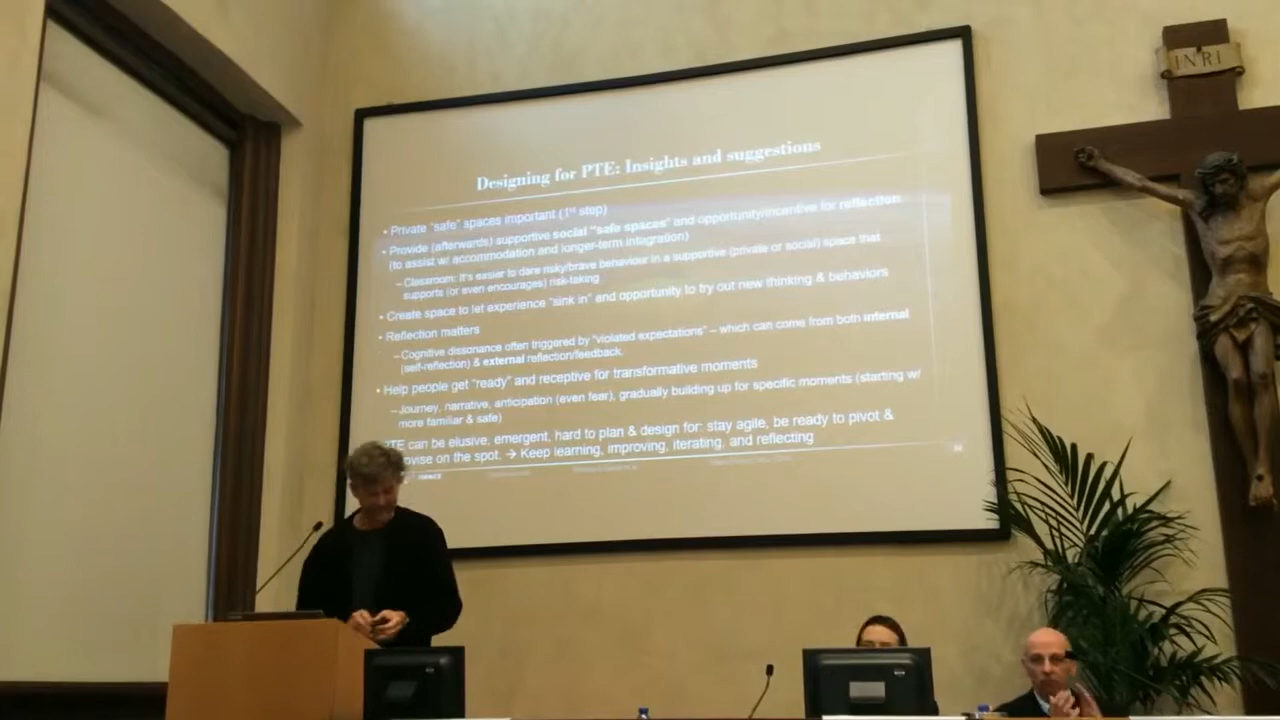 INRI
Designing for PTE: Insights and suggestions
• Private "safe" spaces important (1st step)
• Provide (afterwards) supportive social "safe spaces" and opportunity/incentive for reflection
(to assist w/ accommodation and longer-term integration)
– Classroom: It's easier to dare risky/brave behaviour in a supportive (private or social) space that
supports (or even encourages) risk-taking
• Create space to let experience "sink in" and opportunity to try out new thinking & behaviors
• Reflection matters
– Cognitive dissonance often triggered by "violated expectations" – which can come from both internal
(self-reflection) & external reflection/feedback.
• Help people get "ready" and receptive for transformative moments
– Journey, narrative, anticipation (even fear), gradually building up for specific moments (starting w/
more familiar & safe)
PTE can be elusive, emergent, hard to plan & design for: stay agile, be ready to pivot &
ovise on the spot. → Keep learning, improving, iterating, and reflecting